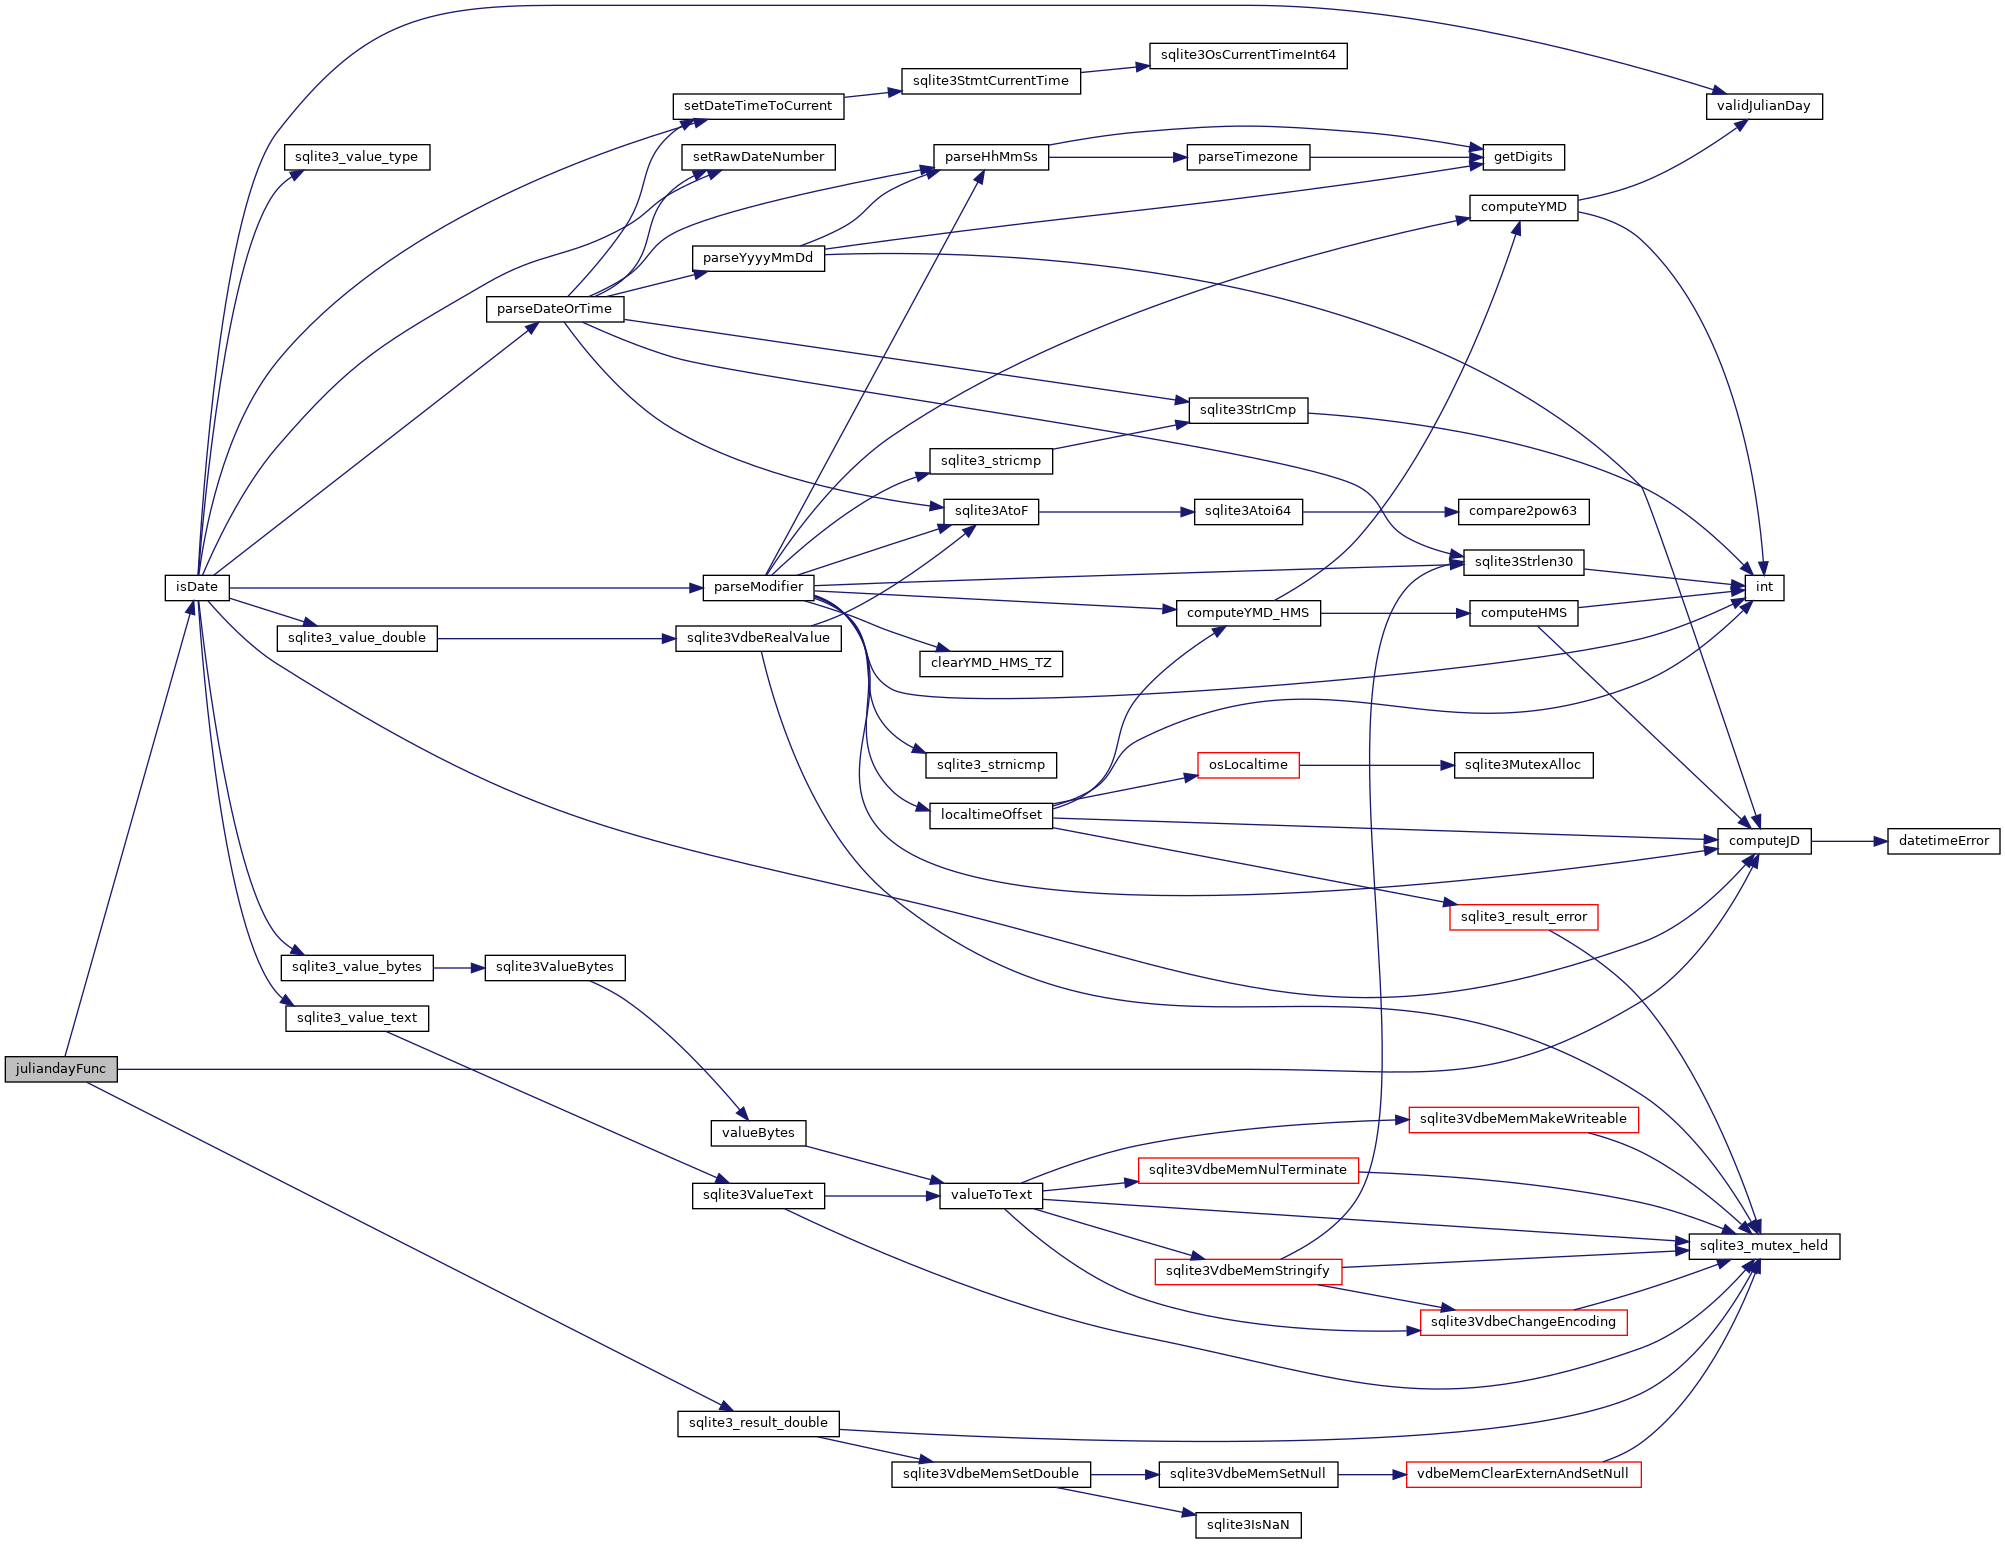 sqlite3OsCurrentTimeInt64
sqlite3StmtCurrentTime
setDateTimeToCurrent
validJulianDay
sqlite3_value_type
setRawDateNumber
parseHhMmSs
parseTimezone
getDigits
computeYMD
parseYyyyMmDd
parseDateOrTime
sqlite3StrICmp
sqlite3_stricmp
sqlite3AtoF
sqlite3Atoi64
compare2pow63
sqlite3Strlen30
isDate
parseModifier
int
computeYMD_HMS
computeHMS
sqlite3_value_double
sqlite3VdbeRealValue
clearYMD_HMS_TZ
sqlite3_strnicmp
osLocaltime
sqlite3MutexAlloc
localtimeOffset
computeJD
datetimeError
sqlite3_result_error
sqlite3_value_bytes
sqlite3ValueBytes
sqlite3_value_text
juliandayFunc
sqlite3VdbeMemMakeWriteable
valueBytes
sqlite3VdbeMemNulTerminate
sqlite3ValueText
valueToText
sqlite3_mutex_held
sqlite3VdbeMemStringify
sqlite3VdbeChangeEncoding
sqlite3_result_double
sqlite3VdbeMemSetDouble
sqlite3VdbeMemSetNull
vdbeMemClearExternAndSetNull
sqlite3IsNaN